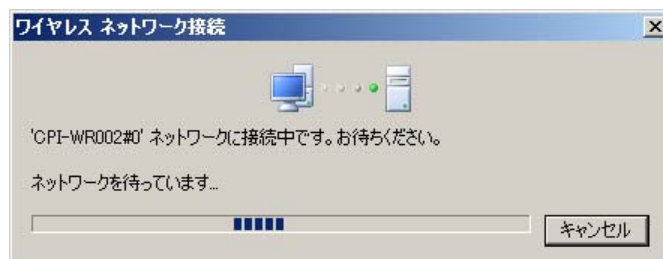 ワイヤレス ネットワーク接続
'CPI-WR002#0' ネットワークに接続中です。お待ちください。
ネットワークを待っています...
キャンセル